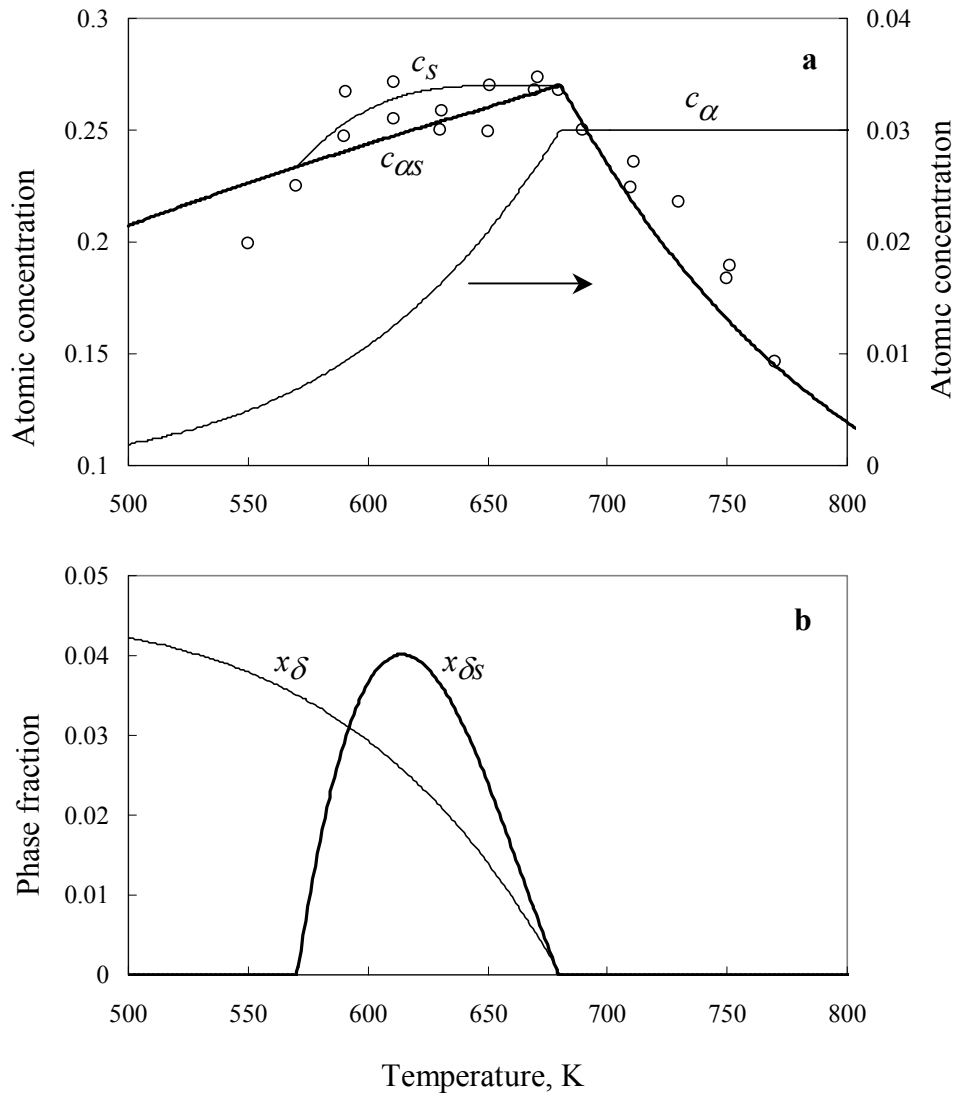 0.3
0.25
0.2
0.15
0.1
0.04
0.03
0.02
0.01
0
a
cₛ
c_αs
c_α
Atomic concentration
Atomic concentration
500 550 600 650 700 750 800
0.05
0.04
0.03
0.02
0.01
0
b
x_δ
x_δs
Phase fraction
500 550 600 650 700 750 800
Temperature, K